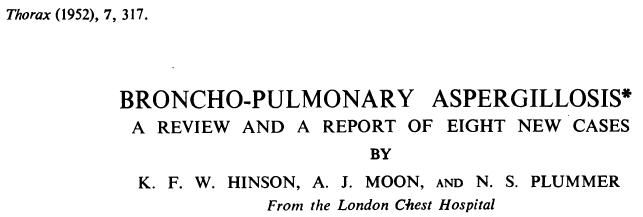 Thorax (1952), 7, 317.
BRONCHO-PULMONARY ASPERGILLOSIS*
A REVIEW AND A REPORT OF EIGHT NEW CASES
BY
K. F. W. HINSON, A. J. MOON, AND N. S. PLUMMER
From the London Chest Hospital